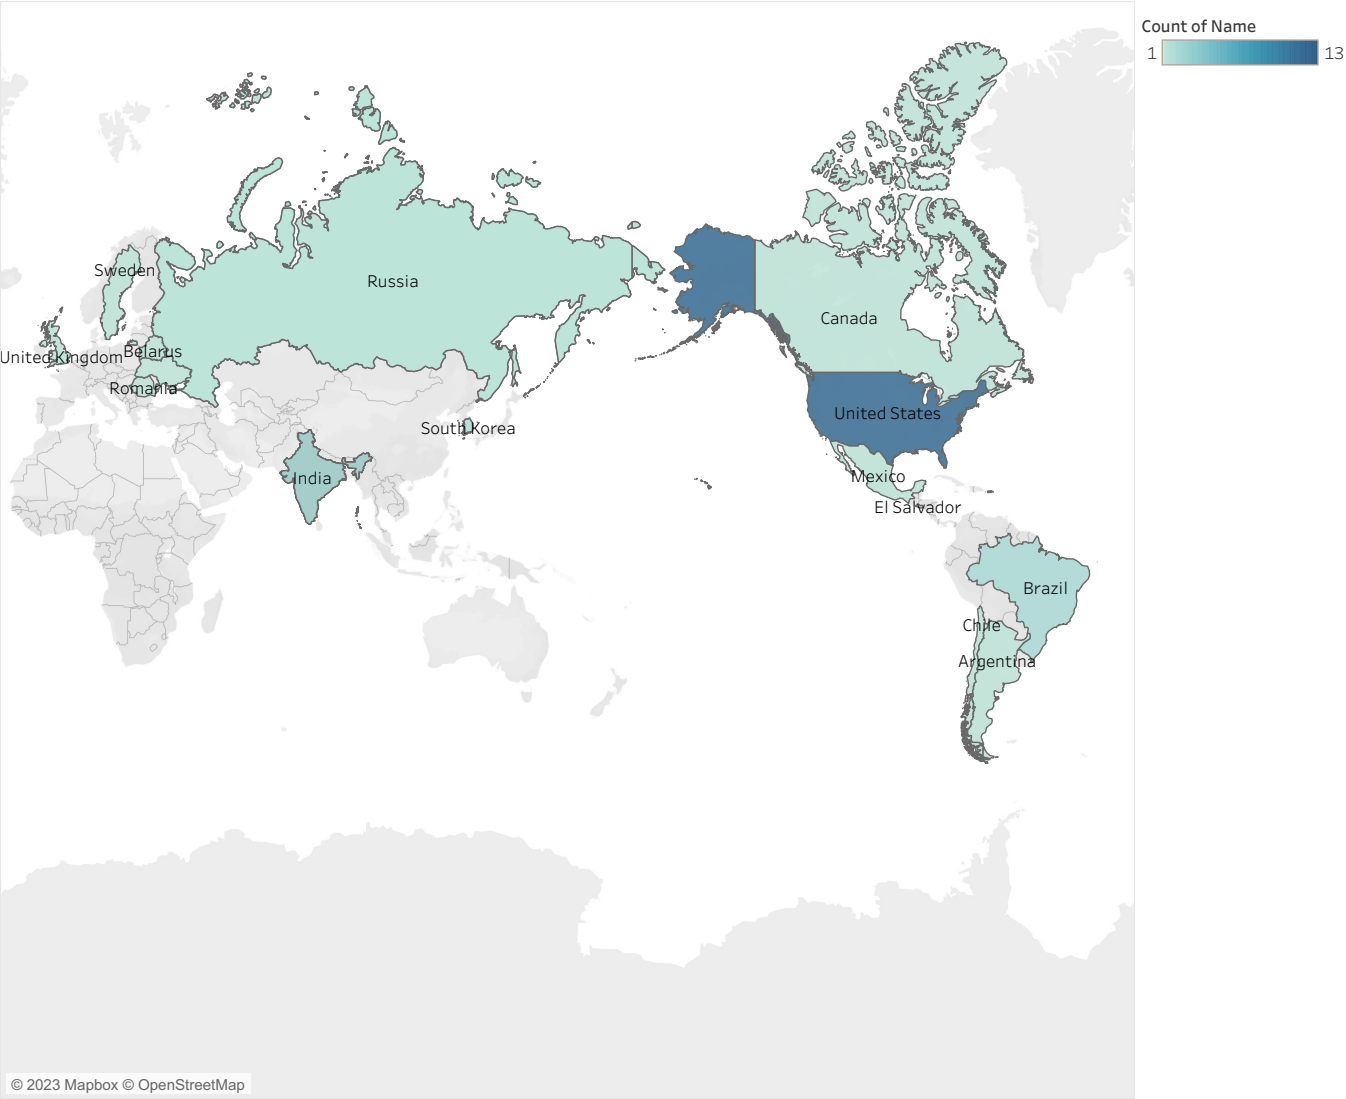 Count of Name
1 13
Sweden
Russia
Canada
United Kingdom
Belarus
Romania
United States
South Korea
India
Mexico
El Salvador
Brazil
Chile
Argentina
© 2023 Mapbox © OpenStreetMap